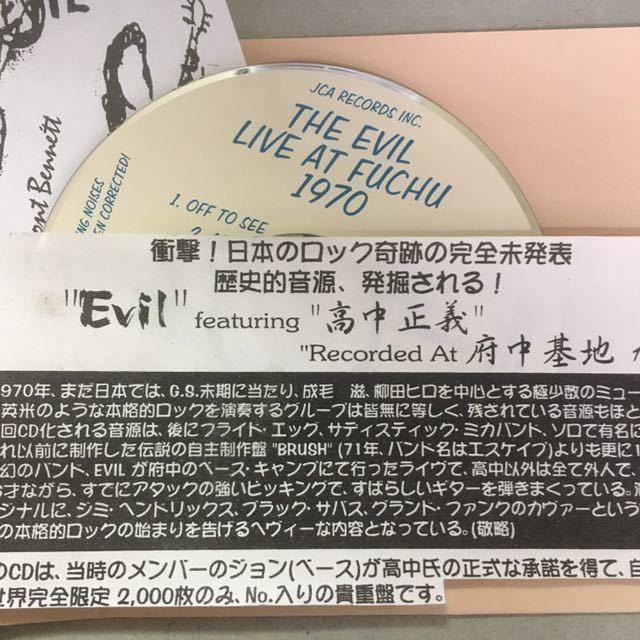 ont Bennett
ING NOISES
EN CORRECTED!
JCA RECORDS INC.
THE EVIL
LIVE AT FUCHU
1970
1. OFF TO SEE
衝撃！日本のロック奇跡の完全未発表
歴史的音源、発掘される！
"Evil" featuring "高中正義"
"Recorded At 府中基地
1970年、まだ日本では、G.S.末期に当たり、成毛 滋、柳田ヒロを中心とする極少数のミュー
英米のような本格的ロックを演奏するグループは皆無に等しく、残されている音源もほと
回CD化される音源は、後にフライド・エッグ、サディスティック・ミカバンド、ソロで有名に
れ以前に制作した伝説の自主制作盤 "BRUSH" (71年、バンド名はエスケイプ)よりも更に1
幻のバント、EVIL が府中のベース・キャンプにて行ったライヴで、高中以外は全て外人で、
ながら、すでにアタックの強いピッキングで、すばらしいギターを弾きまくっている。
ジナルに、ジミ・ヘンドリックス、ブラック・サバス、グランド・ファンクのカヴァーという
の本格的ロックの始まりを告げるヘヴィーな内容となっている。(敬略)
のCDは、当時のメンバーのジョン(ベース)が高中氏の正式な承諾を得て、自
世界完全限定 2,000枚のみ、No.入りの貴重盤です。